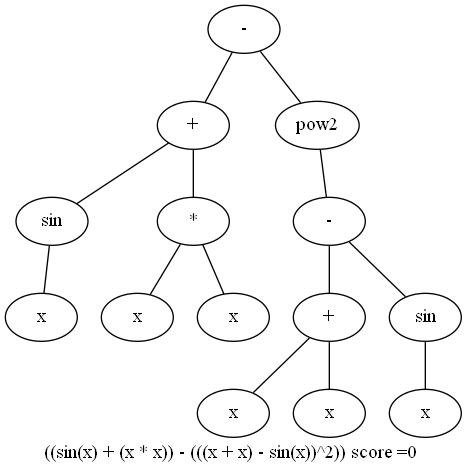 -
+ pow2
sin * -
x x x + sin
x x x
((sin(x) + (x * x)) - (((x + x) - sin(x))^2)) score =0